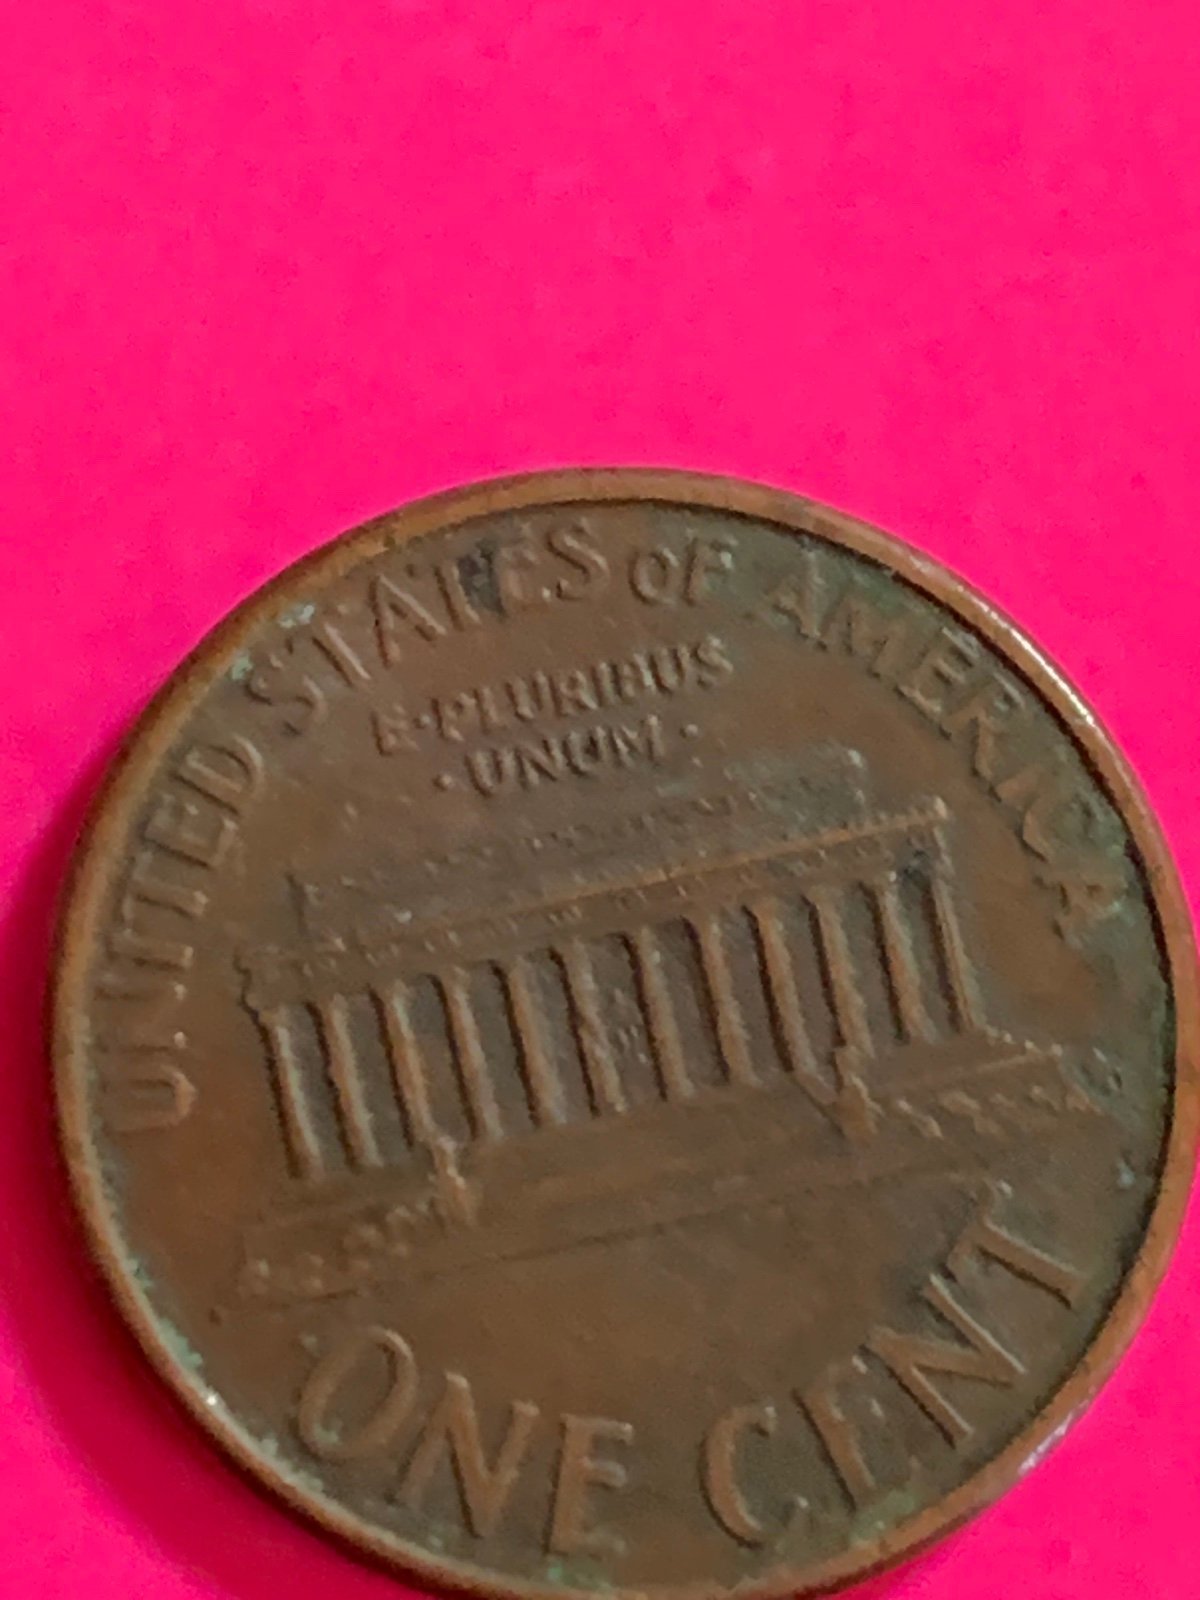 UNITED STATES OF AMERICA
E·PLURIBUS
·UNUM·
ONE CENT